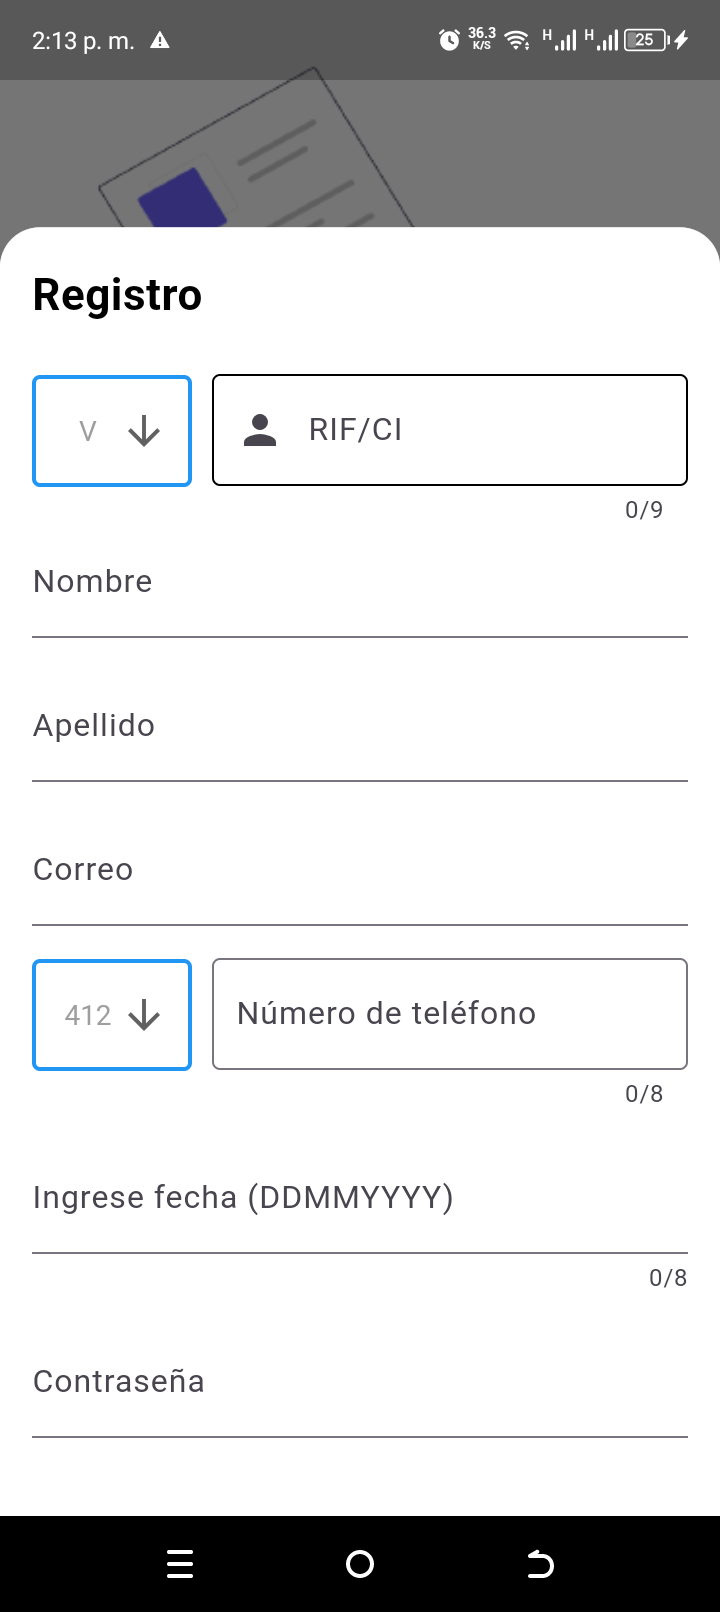 2:13 p. m.
36.3
K/S
H
H
25
Registro
V
RIF/CI
0/9
Nombre
Apellido
Correo
412
Número de teléfono
0/8
Ingrese fecha (DDMMYYYY)
0/8
Contraseña